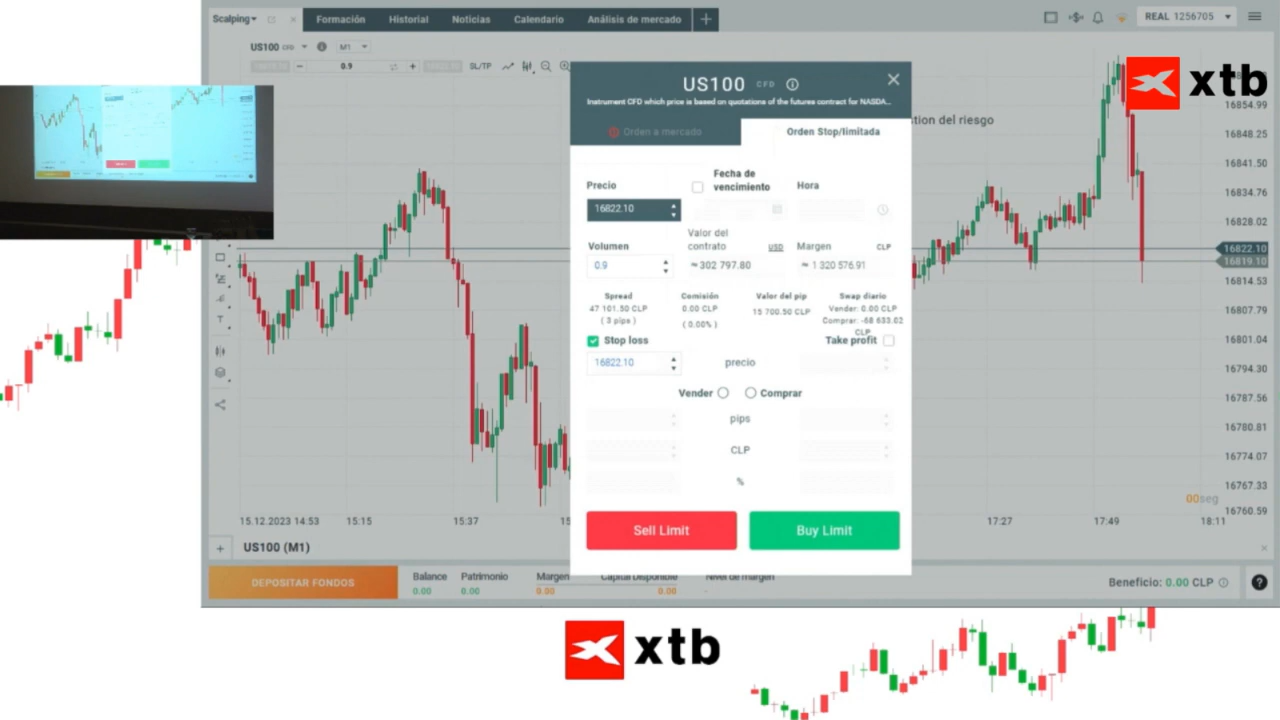 Scalping
Formación
Historial
Noticias
Calendario
Análisis de mercado
REAL 1256705
US100 CFD
M1
0.9
SL/TP
xtb
US100 CFD
Instrument CFD which price is based on quotations of the futures contract for NASDA...
Orden a mercado
Orden Stop/limitada
tion del riesgo
Precio
Fecha de
vencimiento
Hora
16822.10
Volumen
Valor del
contrato
USD
Margen
CLP
0.9
≈302 797.80
≈ 1 320 576.91
Spread
Comisión
Valor del pip
Swap diario
47 101.50 CLP
0.00 CLP
15 700.50 CLP
Vender: 0.00 CLP
( 3 pips )
( 0.00% )
Comprar: -68 633.02
CLP
Stop loss
Take profit
16822.10
precio
Vender
Comprar
pips
CLP
%
Sell Limit
Buy Limit
16854.99
16848.25
16841.50
16834.76
16828.02
16822.10
16819.10
16814.53
16807.79
16801.04
16794.30
16787.56
16780.81
16774.07
16767.33
16760.59
00seg
15.12.2023 14:53
15:15
15:37
17:27
17:49
18:11
US100 (M1)
DEPOSITAR FONDOS
Balance
0.00
Patrimonio
0.00
Margen
0.00
Capital Disponible
0.00
Nivel de margen
-
Beneficio: 0.00 CLP
xtb